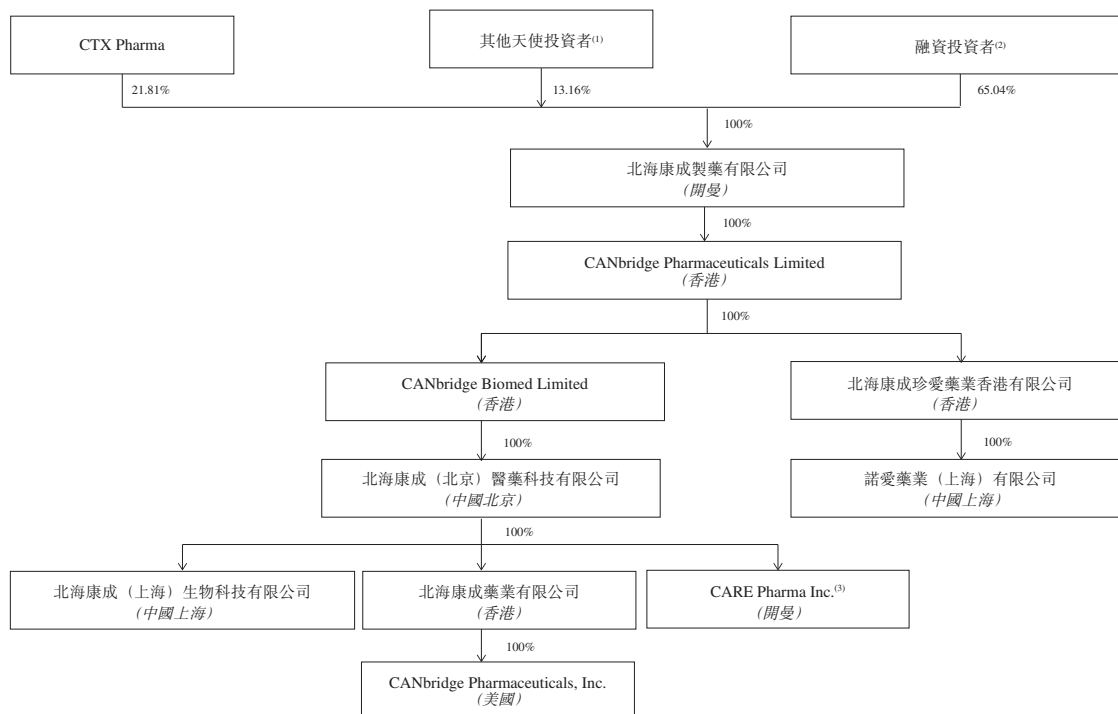 CTX Pharma
其他天使投資者(1)
融資投資者(2)
21.81%
13.16%
65.04%
100%
北海康成製藥有限公司
(開曼)
100%
CANbridge Pharmaceuticals Limited
(香港)
100%
CANbridge Biomed Limited
(香港)
北海康成珍愛藥業香港有限公司
(香港)
100%
100%
北海康成(北京)醫藥科技有限公司
(中國北京)
諾愛藥業(上海)有限公司
(中國上海)
100%
北海康成(上海)生物科技有限公司
(中國上海)
北海康成藥業有限公司
(香港)
CARE Pharma Inc.(3)
(開曼)
100%
CANbridge Pharmaceuticals, Inc.
(美國)